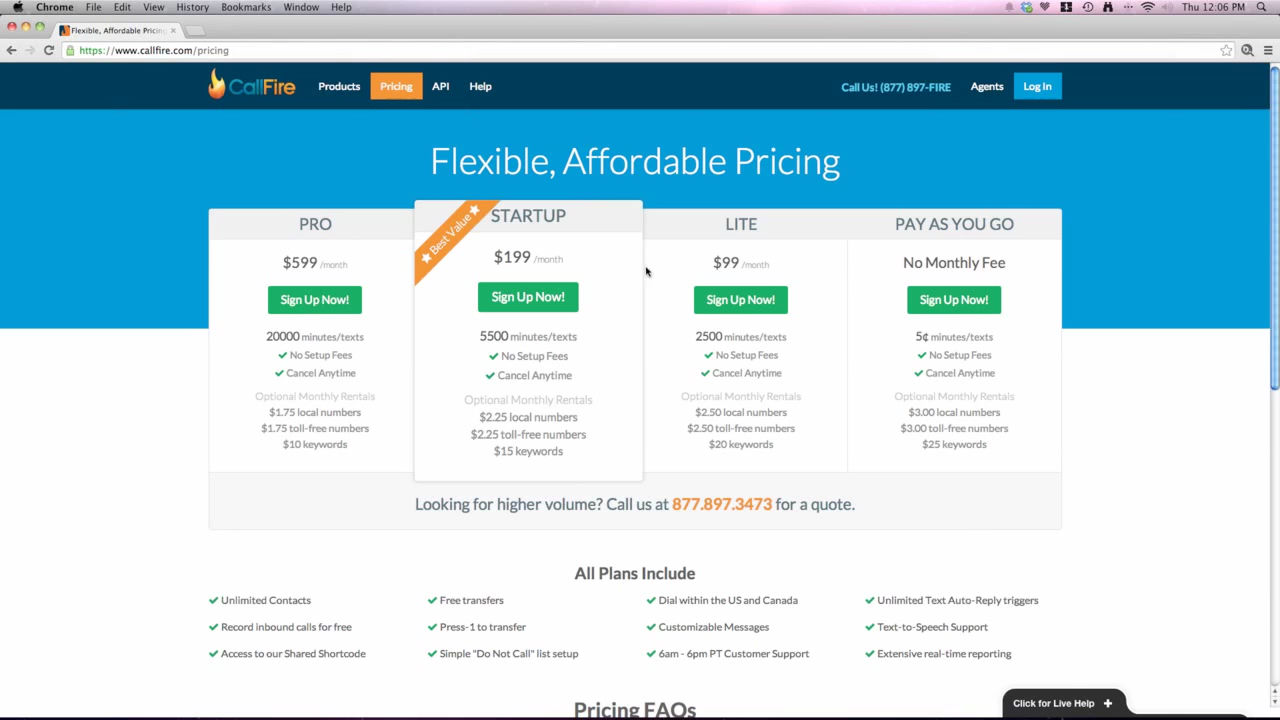 Chrome File Edit View History Bookmarks Window Help Thu 12:06 PM
Flexible, Affordable Pricing
https://www.callfire.com/pricing
CallFire Products Pricing API Help Call Us! (877) 897-FIRE Agents Log In
Flexible, Affordable Pricing
PRO
$599 /month
Sign Up Now!
20000 minutes/texts
No Setup Fees
Cancel Anytime
Optional Monthly Rentals
$1.75 local numbers
$1.75 toll-free numbers
$10 keywords
Best Value
STARTUP
$199 /month
Sign Up Now!
5500 minutes/texts
No Setup Fees
Cancel Anytime
Optional Monthly Rentals
$2.25 local numbers
$2.25 toll-free numbers
$15 keywords
LITE
$99 /month
Sign Up Now!
2500 minutes/texts
No Setup Fees
Cancel Anytime
Optional Monthly Rentals
$2.50 local numbers
$2.50 toll-free numbers
$20 keywords
PAY AS YOU GO
No Monthly Fee
Sign Up Now!
5¢ minutes/texts
No Setup Fees
Cancel Anytime
Optional Monthly Rentals
$3.00 local numbers
$3.00 toll-free numbers
$25 keywords
Looking for higher volume? Call us at 877.897.3473 for a quote.
All Plans Include
Unlimited Contacts Free transfers Dial within the US and Canada Unlimited Text Auto-Reply triggers
Record inbound calls for free Press-1 to transfer Customizable Messages Text-to-Speech Support
Access to our Shared Shortcode Simple "Do Not Call" list setup 6am - 6pm PT Customer Support Extensive real-time reporting
Pricing FAQs
Click for Live Help +